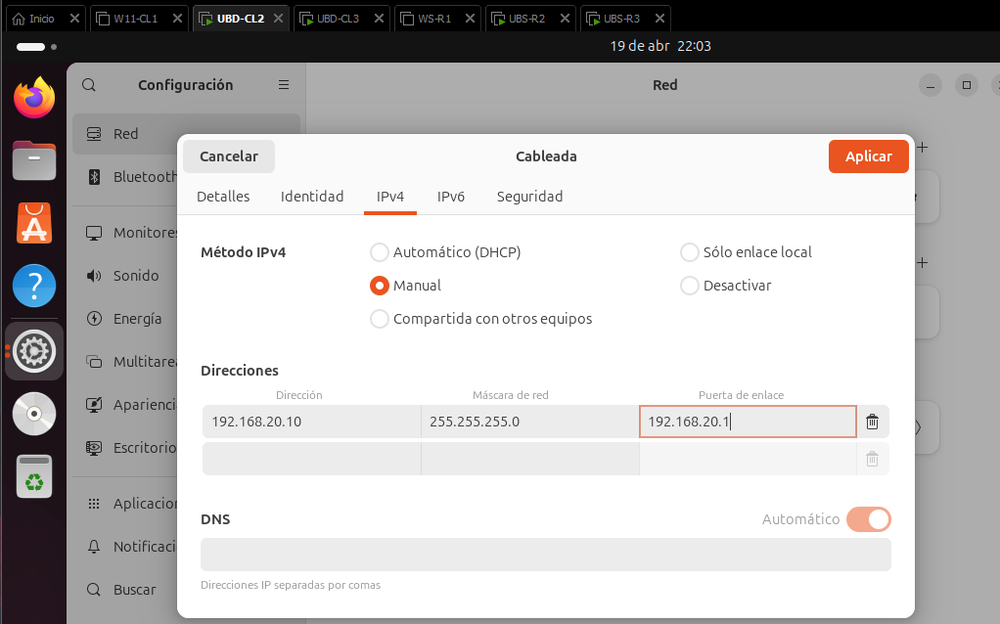 Inicio W11-CL1 UBD-CL2 UBD-CL3 WS-R1 UBS-R2 UBS-R3
19 de abr 22:03
Configuración
Red
Red
Bluetooth
Monitores
Sonido
Energía
Multitarea
Aparienci
Escritorio
Aplicacion
Notificaci
Buscar
Cancelar
Cableada
Aplicar
Detalles Identidad IPv4 IPv6 Seguridad
Método IPv4
Automático (DHCP)
Sólo enlace local
Manual
Desactivar
Compartida con otros equipos
Direcciones
Dirección Máscara de red Puerta de enlace
192.168.20.10 255.255.255.0 192.168.20.1
DNS
Automático
Direcciones IP separadas por comas